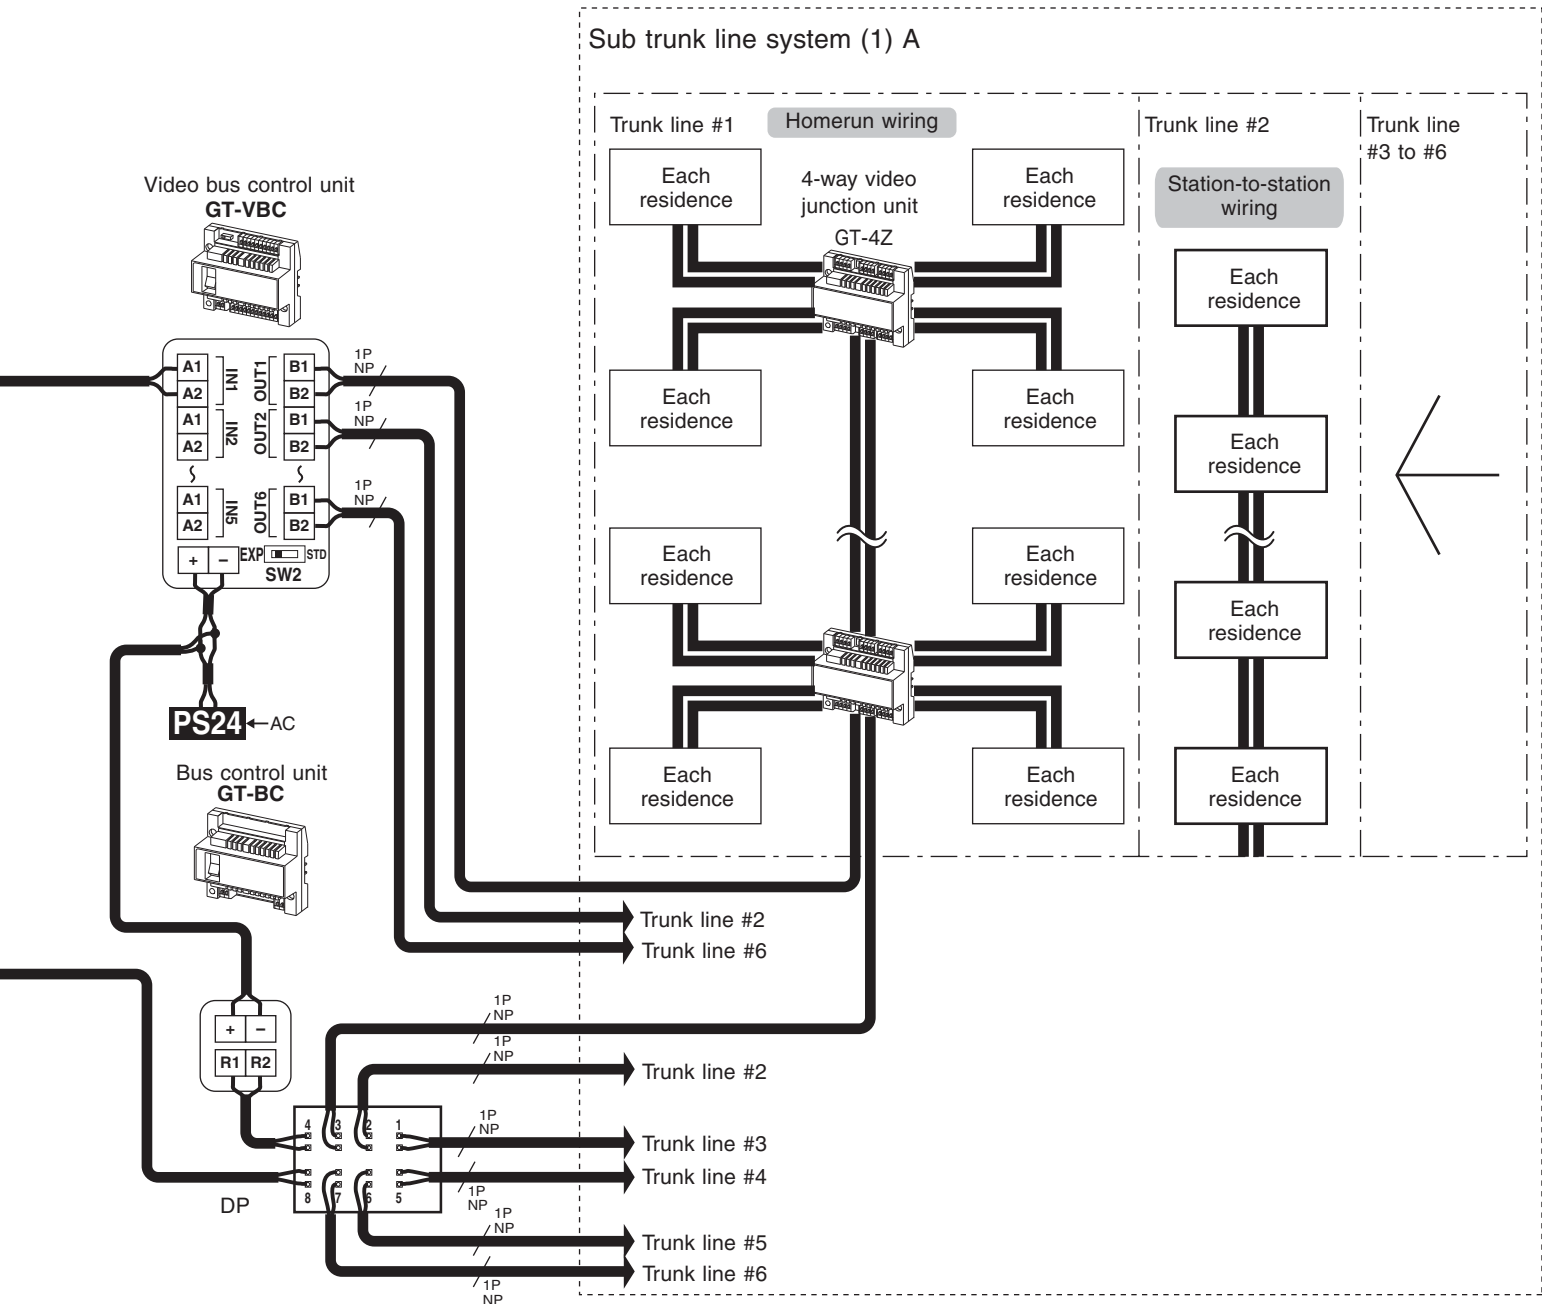 Sub trunk line system (1) A
Trunk line #1
Homerun wiring
Trunk line #2
Trunk line
#3 to #6
Each
residence
4-way video
junction unit
GT-4Z
Each
residence
Station-to-station
wiring
Each
residence
Each
residence
Each
residence
Each
residence
Each
residence
Each
residence
Each
residence
Each
residence
Each
residence
Each
residence
Video bus control unit
GT-VBC
A1
A2
IN1
OUT1
B1
B2
1P
NP
A1
A2
IN2
OUT2
B1
B2
1P
NP
A1
A2
IN5
OUT6
B1
B2
1P
NP
+ −
EXP
STD
SW2
PS24
AC
Bus control unit
GT-BC
Trunk line #2
Trunk line #6
+ −
R1 R2
1P
NP
1P
NP
Trunk line #2
4 3 2 1
1P
NP
Trunk line #3
Trunk line #4
8 7 6 5
1P
NP
DP
1P
NP
Trunk line #5
Trunk line #6
1P
NP